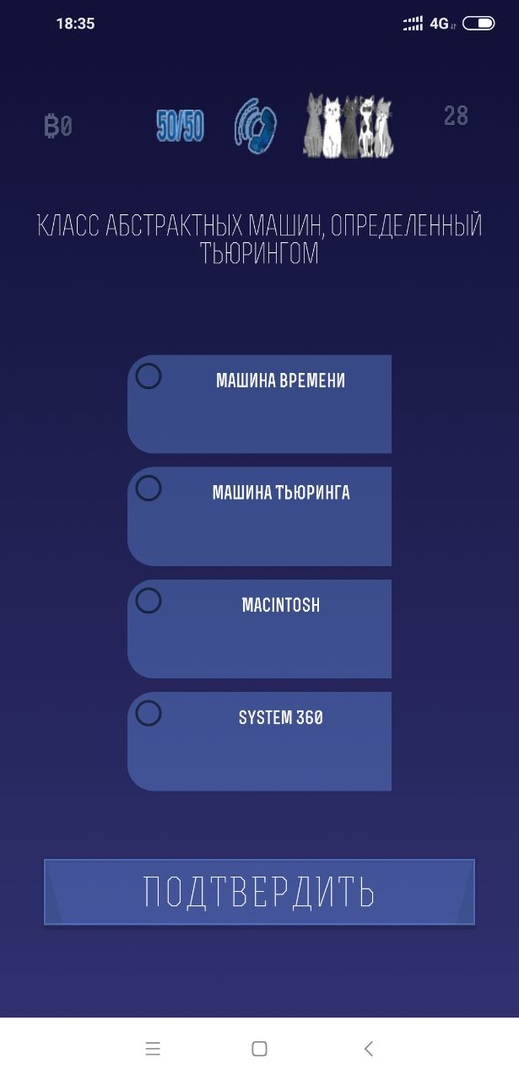 18:35
4G
฿0
50/50
28
КЛАСС АБСТРАКТНЫХ МАШИН, ОПРЕДЕЛЕННЫЙ
ТЬЮРИНГОМ
МАШИНА ВРЕМЕНИ
МАШИНА ТЬЮРИНГА
MACINTOSH
SYSTEM 360
ПОДТВЕРДИТЬ